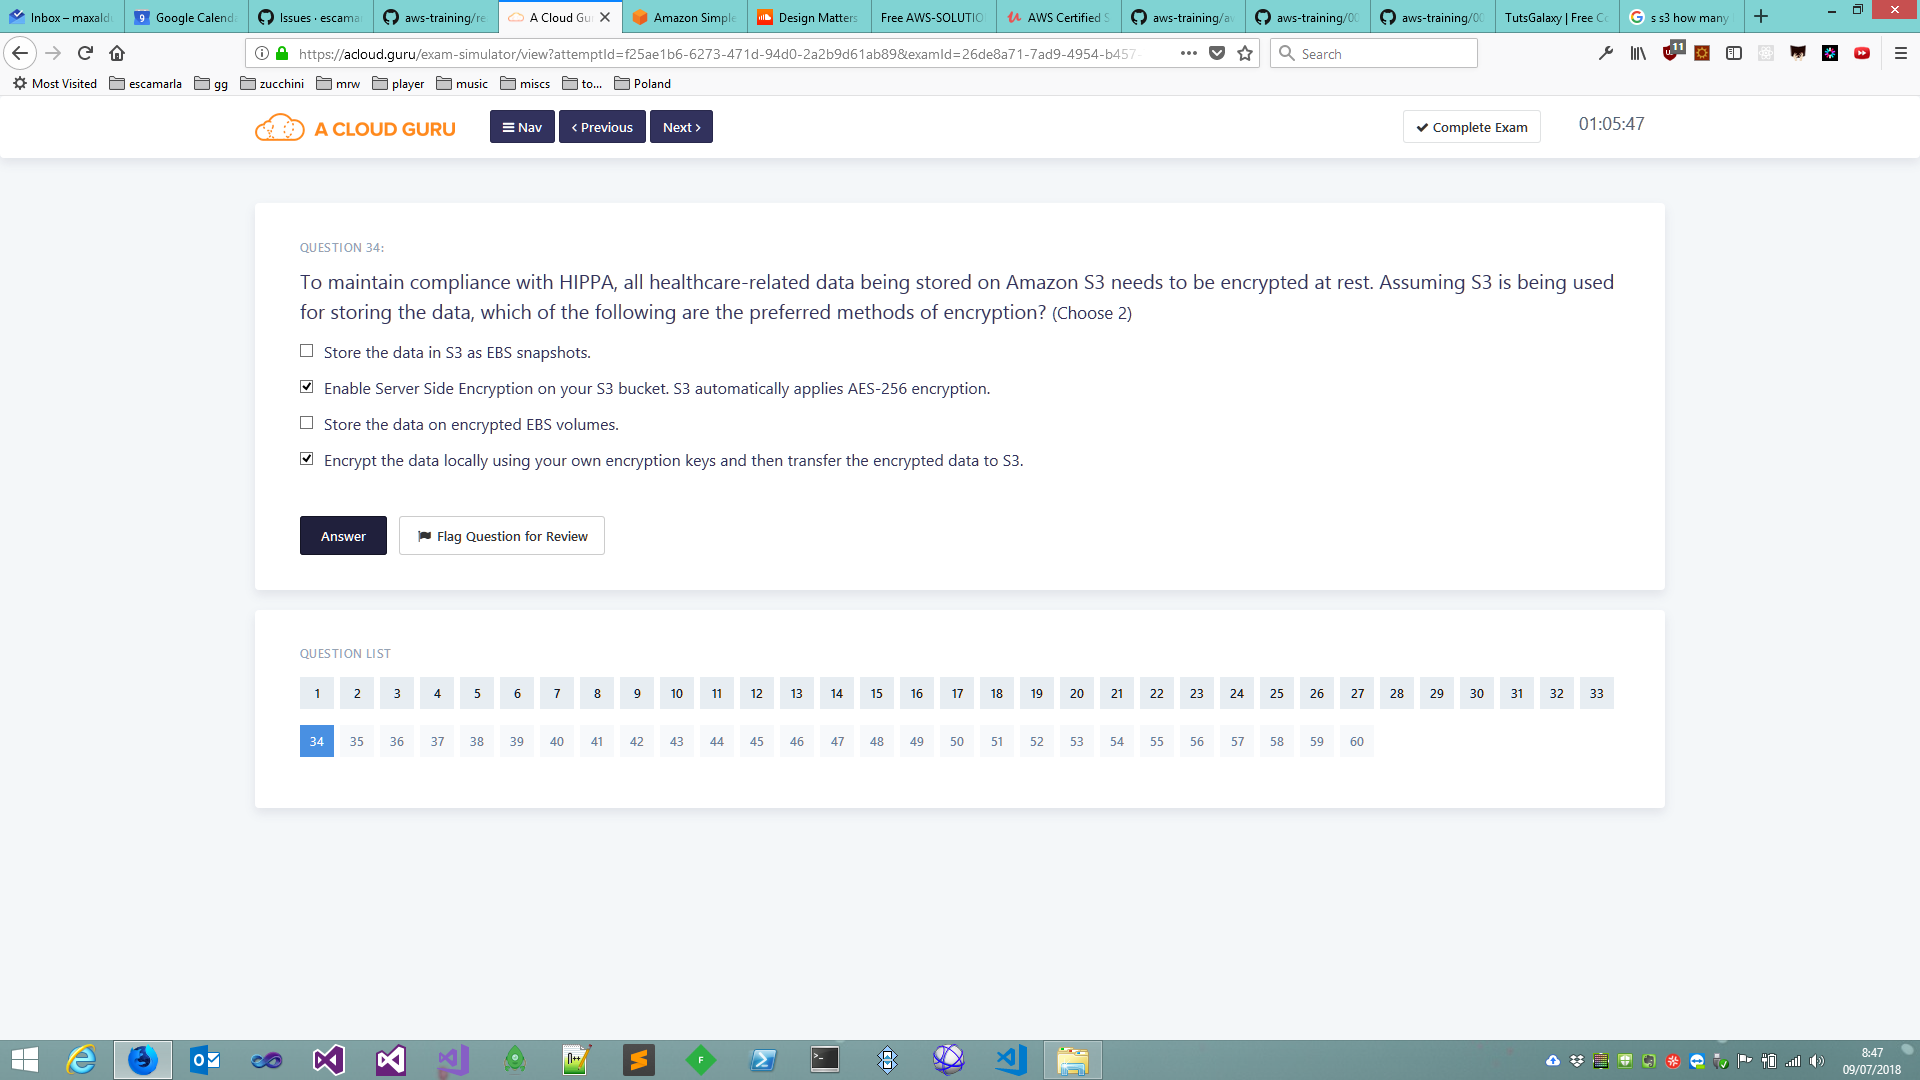 Inbox – maxald
Google Calenda
Issues · escamar
aws-training/re
A Cloud Gu
Amazon Simple
Design Matters
Free AWS-SOLUTIO
AWS Certified S
aws-training/aw
aws-training/00
aws-training/00
TutsGalaxy | Free Co
s s3 how many
https://acloud.guru/exam-simulator/view?attemptId=f25ae1b6-6273-471d-94d0-2a2b9d61ab89&examId=26de8a71-7ad9-4954-b457-
Search
11
Most Visited
escamarla
gg
zucchini
mrw
player
music
miscs
to...
Poland
A CLOUD GURU
Nav
Previous
Next
Complete Exam
01:05:47
QUESTION 34:
To maintain compliance with HIPPA, all healthcare-related data being stored on Amazon S3 needs to be encrypted at rest. Assuming S3 is being used
for storing the data, which of the following are the preferred methods of encryption? (Choose 2)
Store the data in S3 as EBS snapshots.
Enable Server Side Encryption on your S3 bucket. S3 automatically applies AES-256 encryption.
Store the data on encrypted EBS volumes.
Encrypt the data locally using your own encryption keys and then transfer the encrypted data to S3.
Answer
Flag Question for Review
QUESTION LIST
1 2 3 4 5 6 7 8 9 10 11 12 13 14 15 16 17 18 19 20 21 22 23 24 25 26 27 28 29 30 31 32 33
34 35 36 37 38 39 40 41 42 43 44 45 46 47 48 49 50 51 52 53 54 55 56 57 58 59 60
8:47
09/07/2018